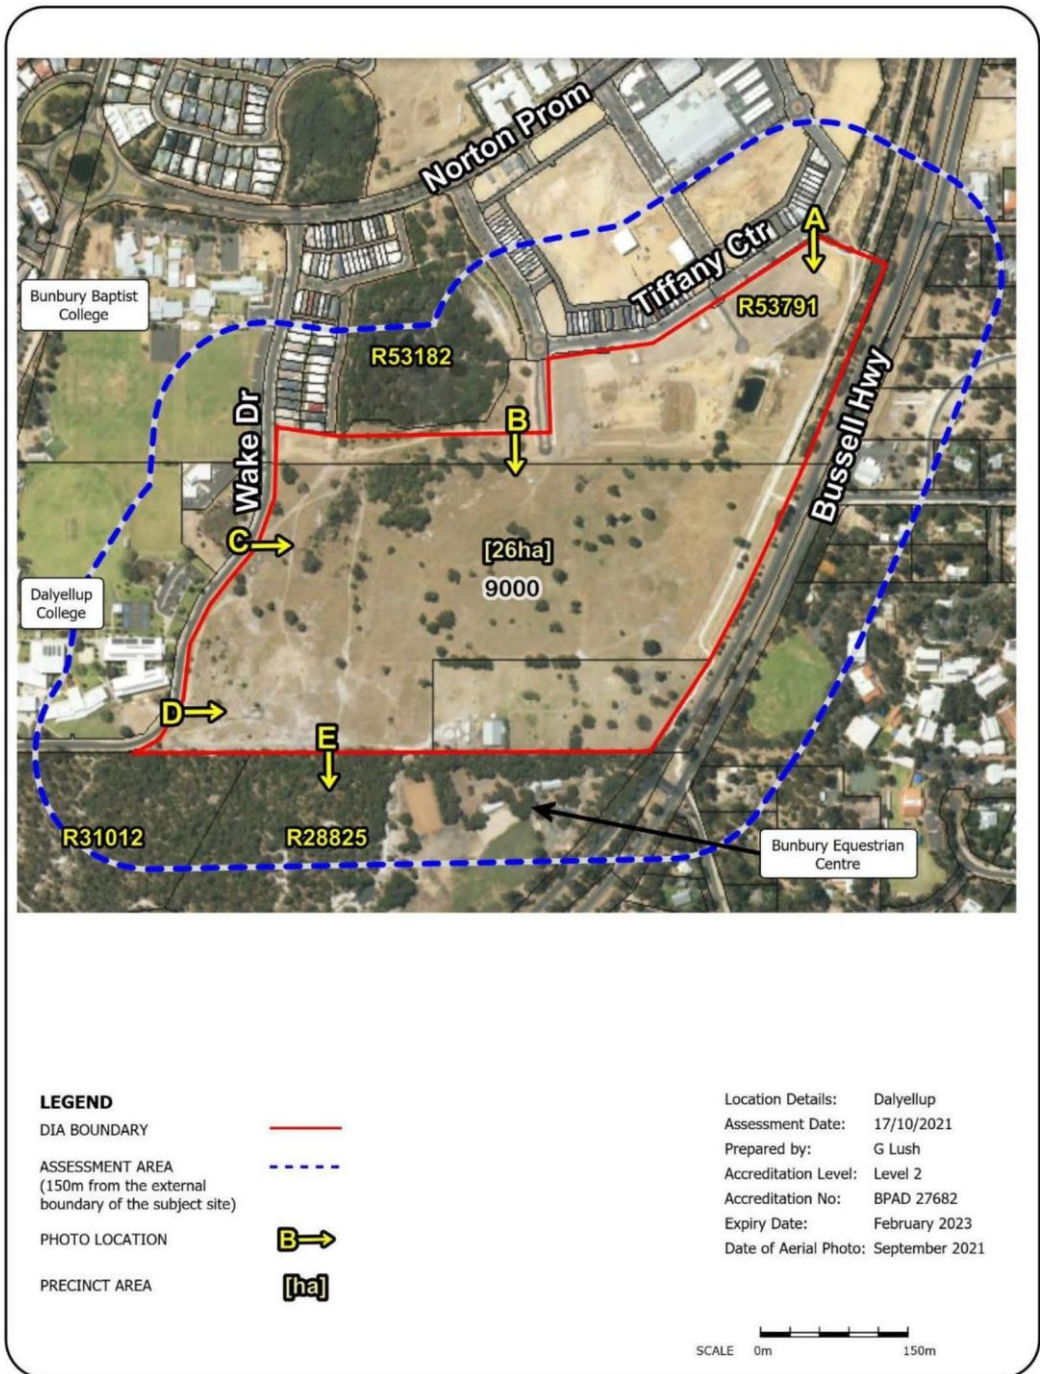 Norton Prom
A
Tiffany Ctr
Bunbury Baptist
College
R53791
R53182
Bussell Hwy
Wake Dr
B
C
[26ha]
9000
Dalyellup
College
D
E
R31012
R28825
Bunbury Equestrian
Centre
LEGEND
DIA BOUNDARY
ASSESSMENT AREA
(150m from the external
boundary of the subject site)
PHOTO LOCATION
B
PRECINCT AREA
[ha]
Location Details: Dalyellup
Assessment Date: 17/10/2021
Prepared by: G Lush
Accreditation Level: Level 2
Accreditation No: BPAD 27682
Expiry Date: February 2023
Date of Aerial Photo: September 2021
SCALE 0m 150m